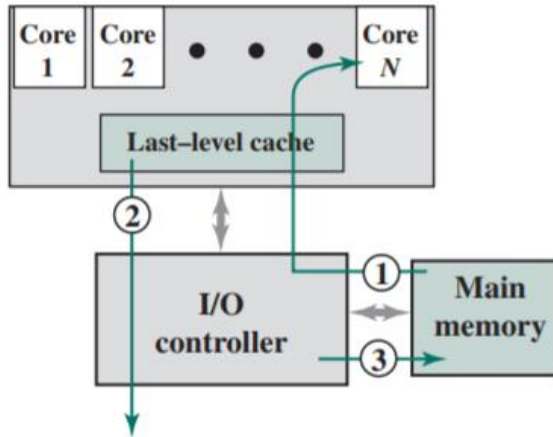 Core
1
Core
2
Core
N
Last–level cache
2
1
I/O
controller
Main
memory
3